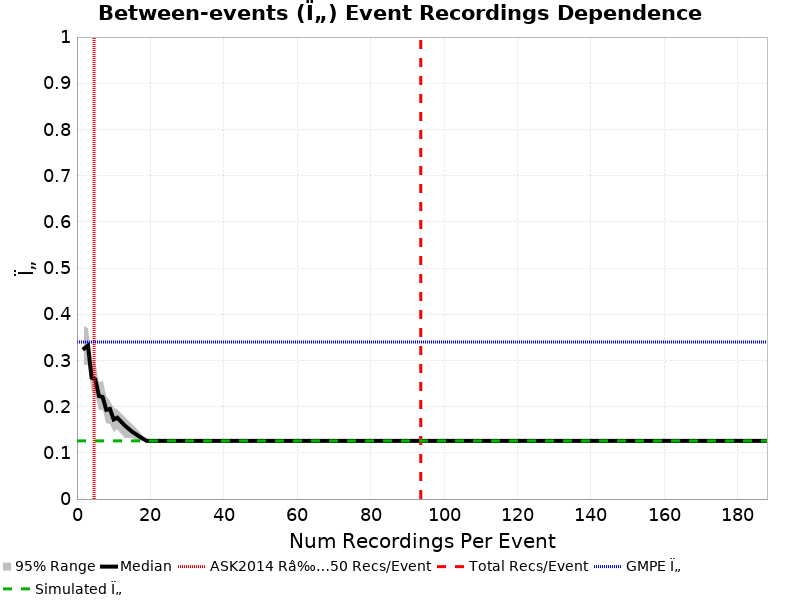 Between-events (Ï„) Event Recordings Dependence
1
0.9
0.8
0.7
0.6
0.5
0.4
0.3
0.2
0.1
0
Ï„
0 20 40 60 80 100 120 140 160 180
Num Recordings Per Event
95% Range Median ASK2014 Râ‰…50 Recs/Event Total Recs/Event GMPE Ï„
Simulated Ï„